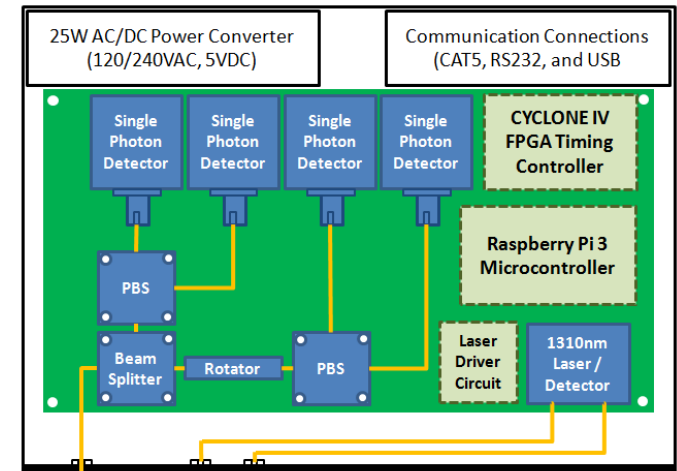 25W AC/DC Power Converter
(120/240VAC, 5VDC)
Communication Connections
(CAT5, RS232, and USB
Single
Photon
Detector
Single
Photon
Detector
Single
Photon
Detector
Single
Photon
Detector
CYCLONE IV
FPGA Timing
Controller
Raspberry Pi 3
Microcontroller
PBS
Beam
Splitter
Rotator
PBS
Laser
Driver
Circuit
1310nm
Laser /
Detector